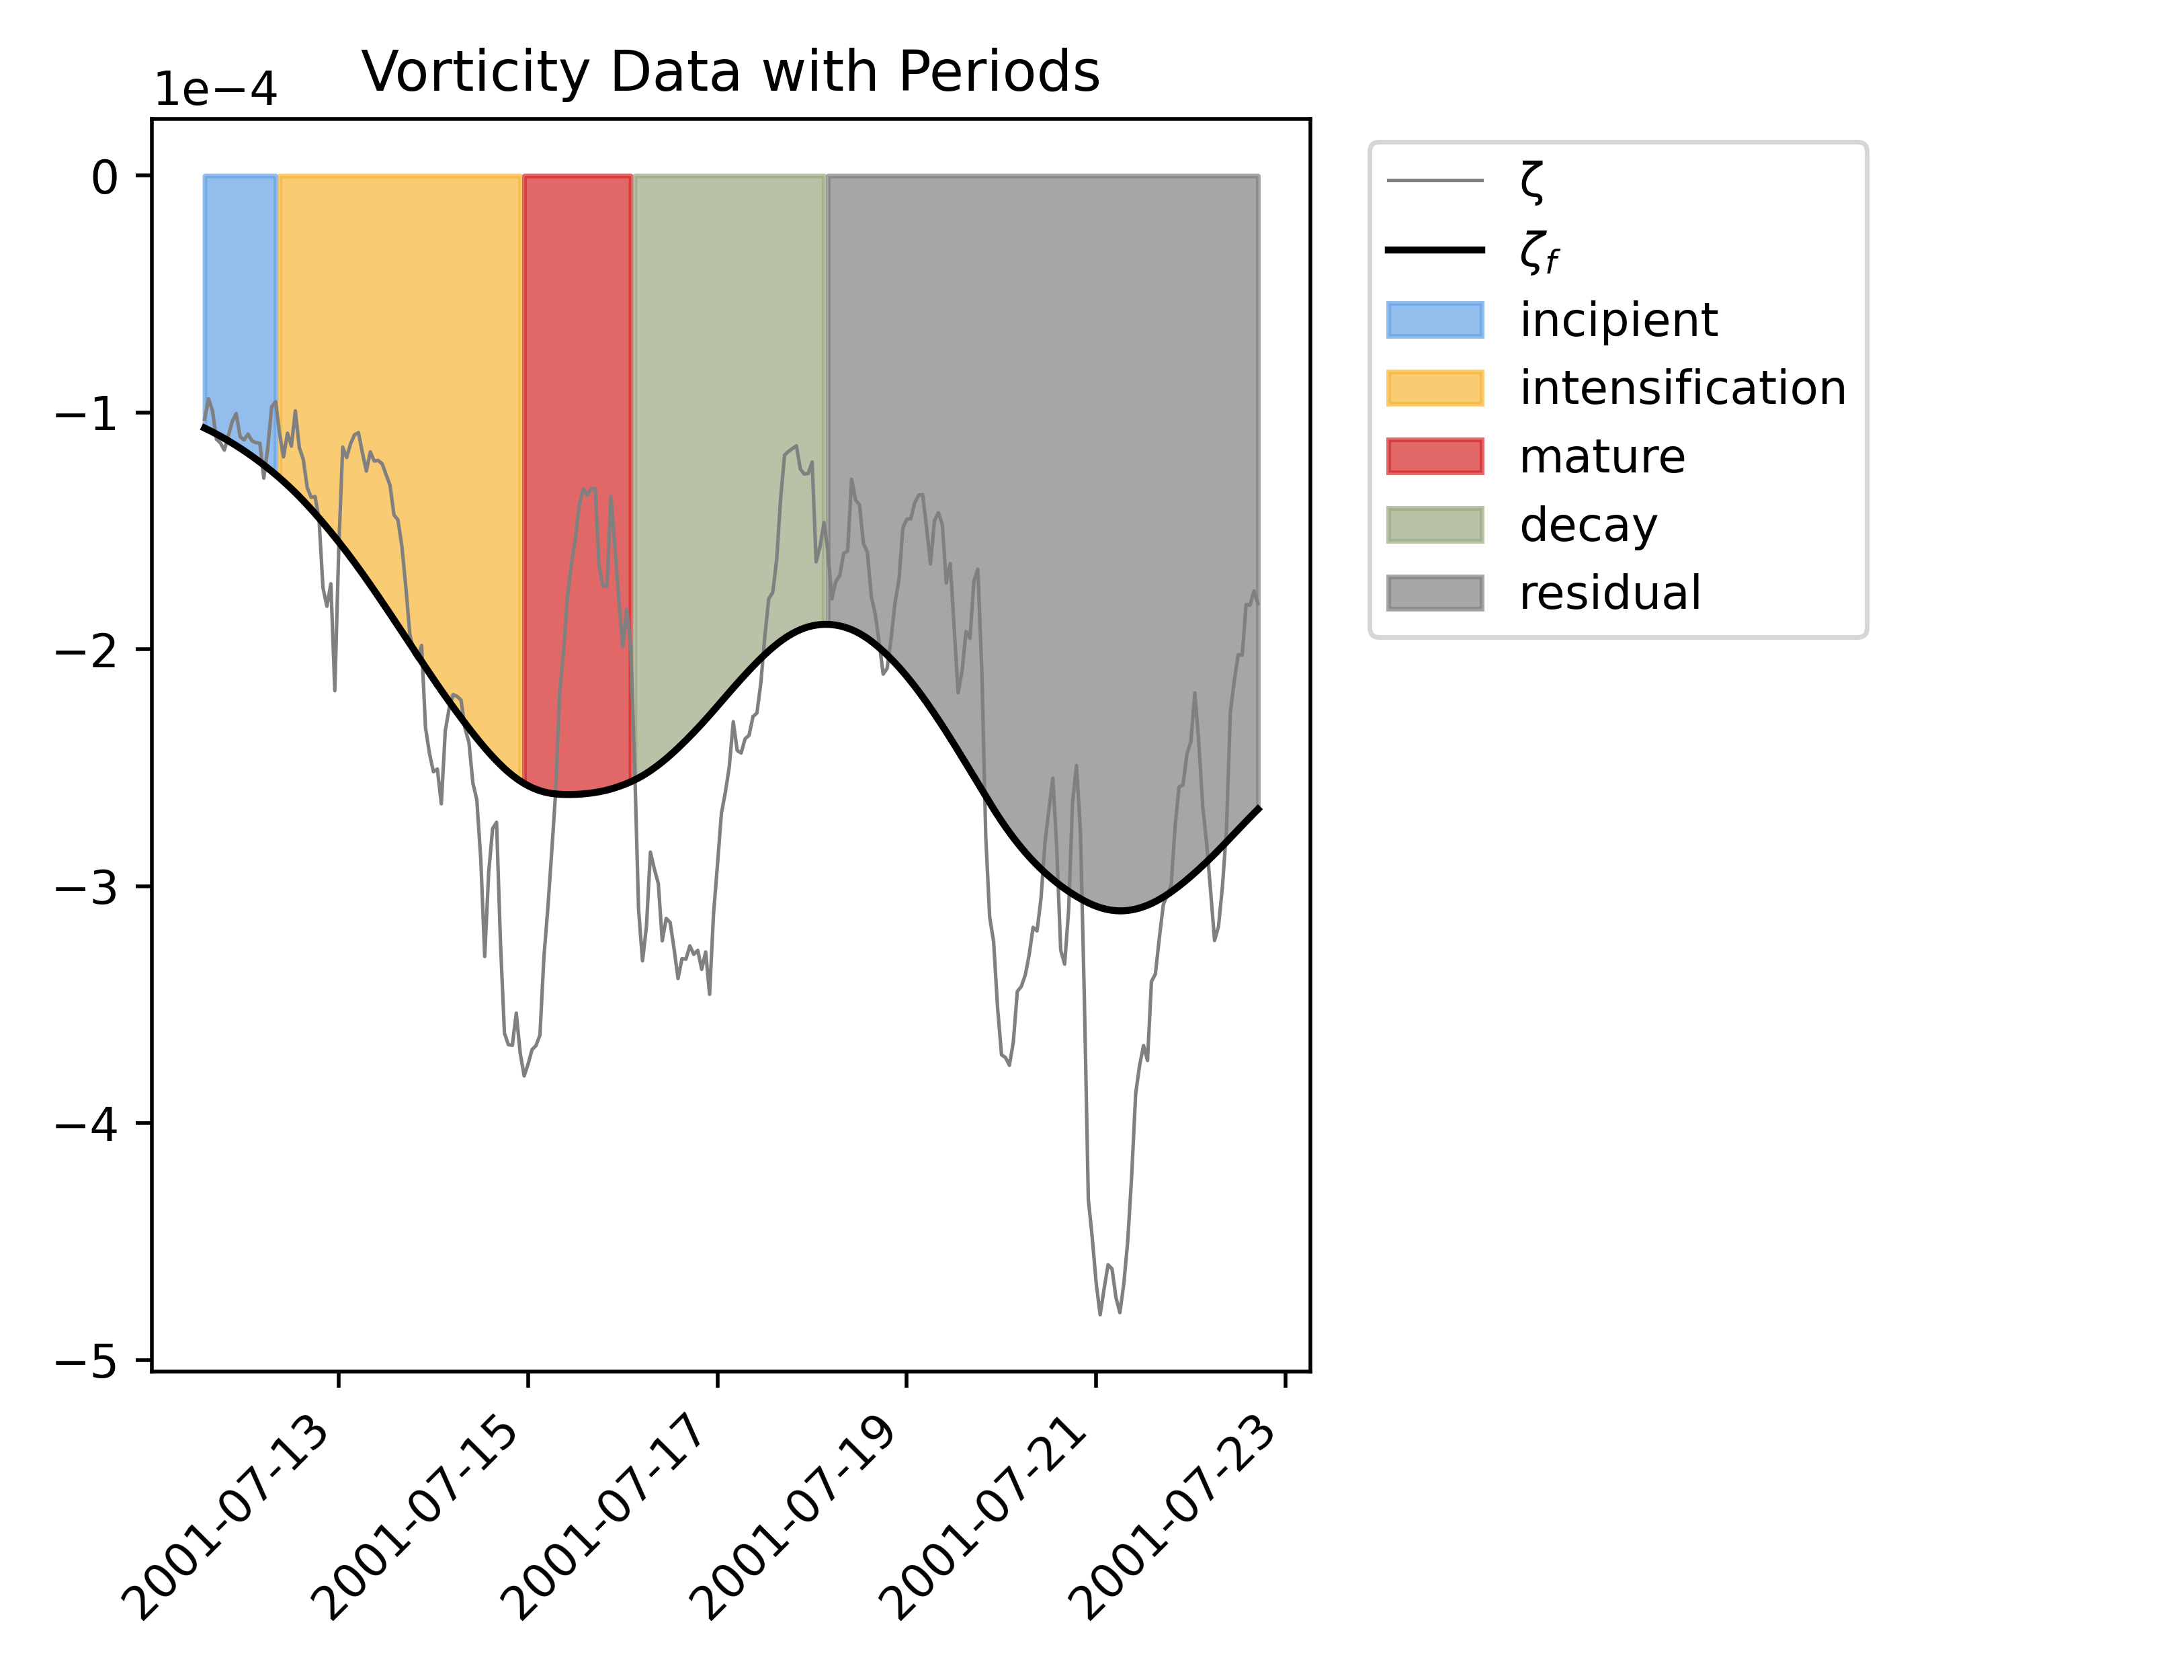 Vorticity Data with Periods
1e−4
0
−1
−2
−3
−4
−5
2001-07-13
2001-07-15
2001-07-17
2001-07-19
2001-07-21
2001-07-23
ζ
ζf
incipient
intensification
mature
decay
residual